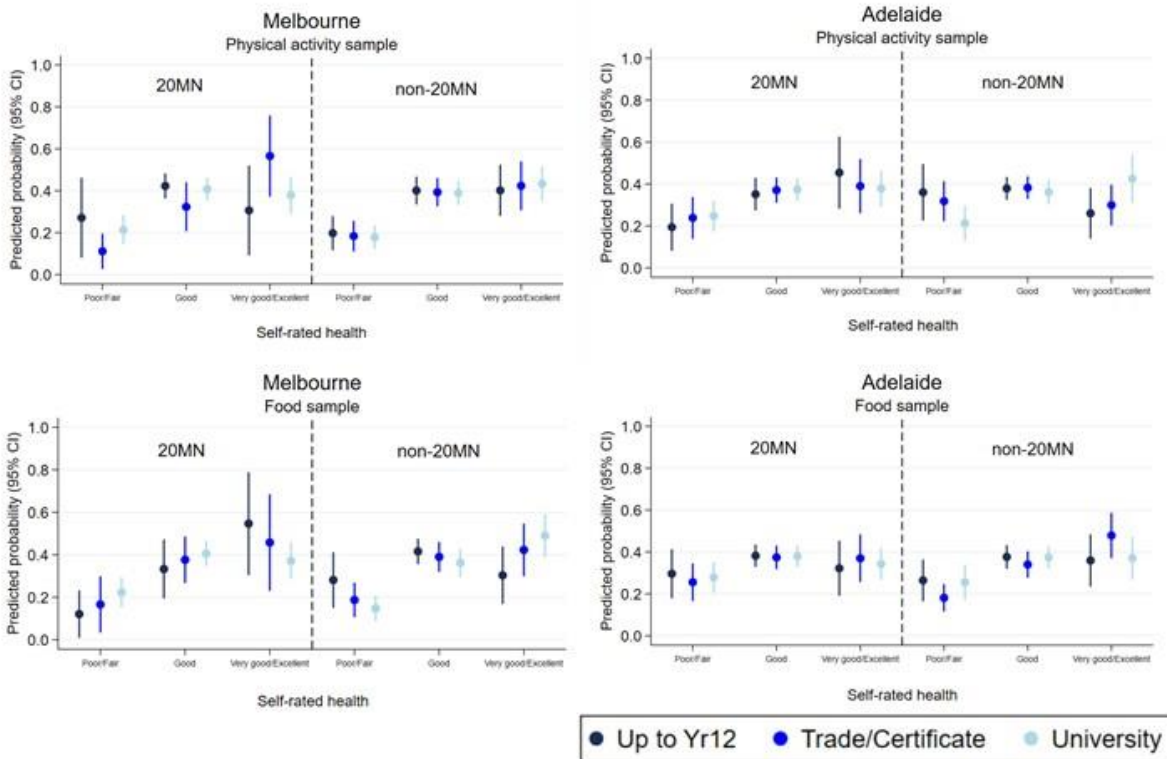 Melbourne
Physical activity sample
Predicted probability (95% CI)
1.0
0.8
0.6
0.4
0.2
0.0
20MN
non-20MN
Poor/Fair Good Very good/Excellent Poor/Fair Good Very good/Excellent
Self-rated health
Adelaide
Physical activity sample
Predicted probability (95% CI)
1.0
0.8
0.6
0.4
0.2
0.0
20MN
non-20MN
Poor/Fair Good Very good/Excellent Poor/Fair Good Very good/Excellent
Self-rated health
Melbourne
Food sample
Predicted probability (95% CI)
1.0
0.8
0.6
0.4
0.2
0.0
20MN
non-20MN
Poor/Fair Good Very good/Excellent Poor/Fair Good Very good/Excellent
Self-rated health
Adelaide
Food sample
Predicted probability (95% CI)
1.0
0.8
0.6
0.4
0.2
0.0
20MN
non-20MN
Poor/Fair Good Very good/Excellent Poor/Fair Good Very good/Excellent
Self-rated health
Up to Yr12 Trade/Certificate University